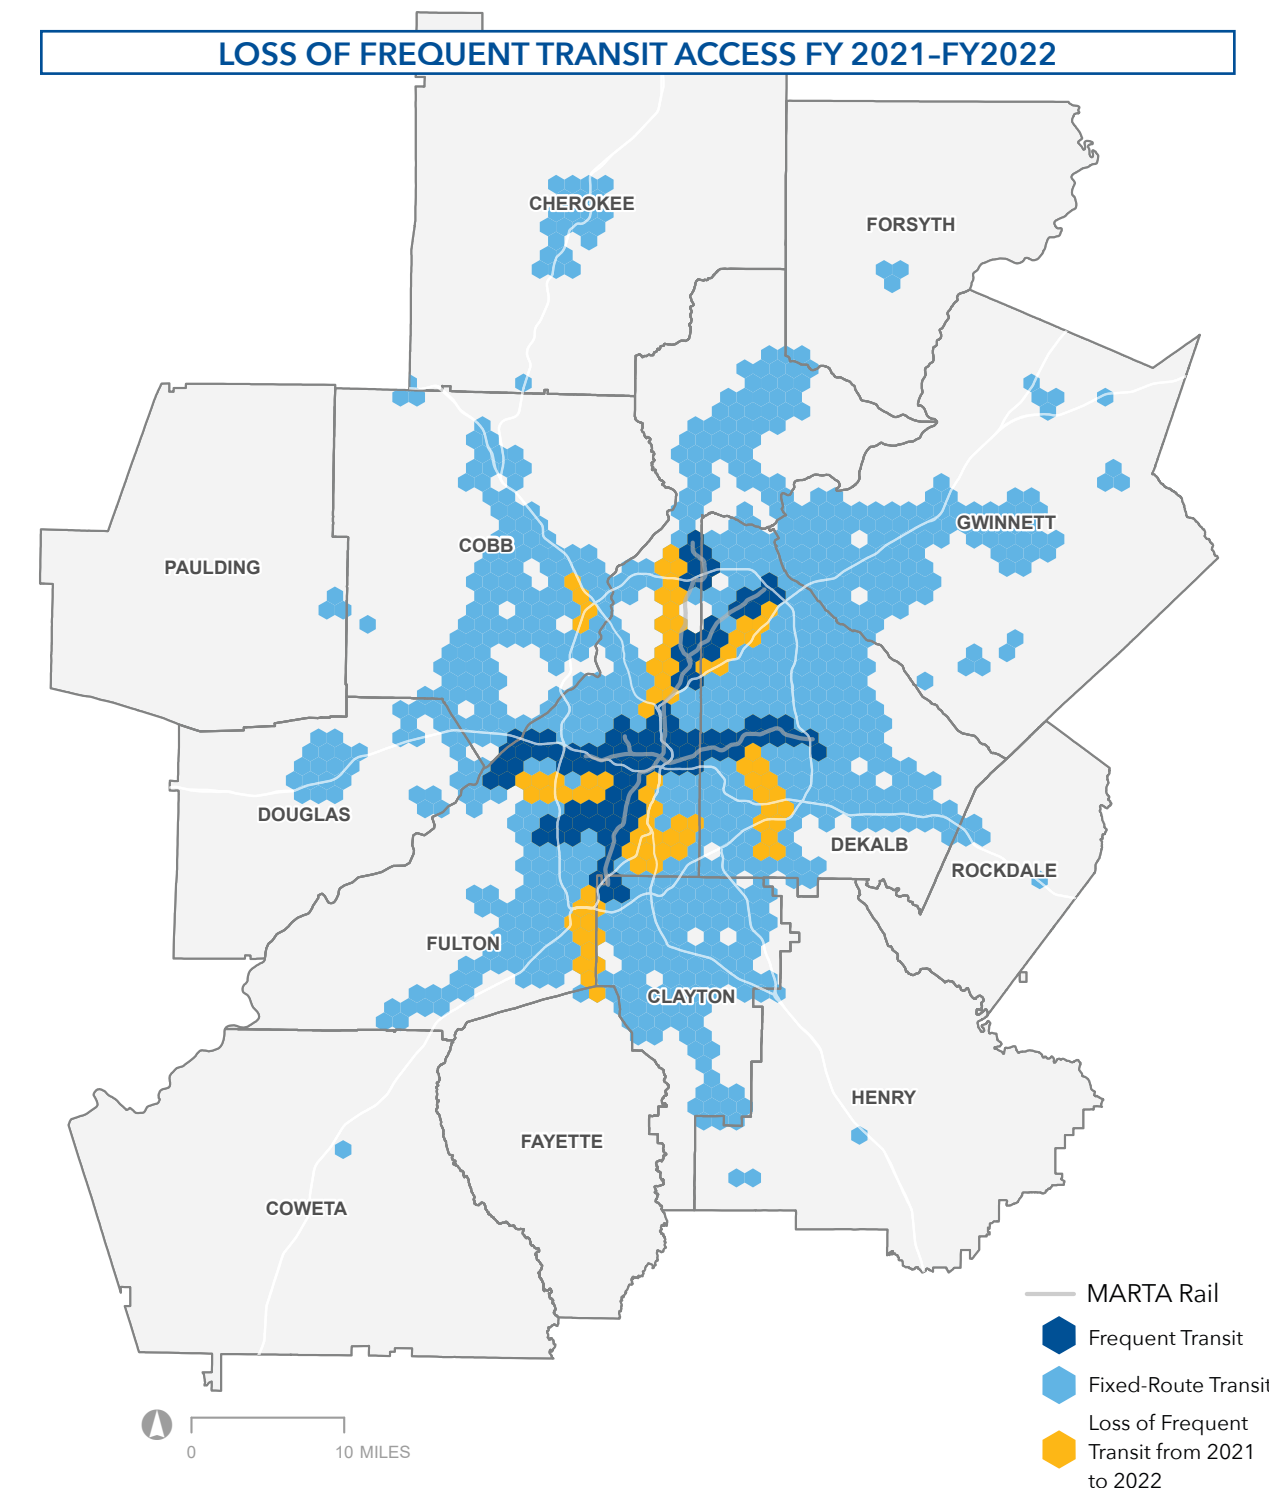 LOSS OF FREQUENT TRANSIT ACCESS FY 2021–FY2022
CHEROKEE
FORSYTH
GWINNETT
COBB
PAULDING
DOUGLAS
DEKALB
ROCKDALE
FULTON
CLAYTON
HENRY
FAYETTE
COWETA
MARTA Rail
Frequent Transit
Fixed-Route Transit
Loss of Frequent
Transit from 2021
to 2022
0 10 MILES